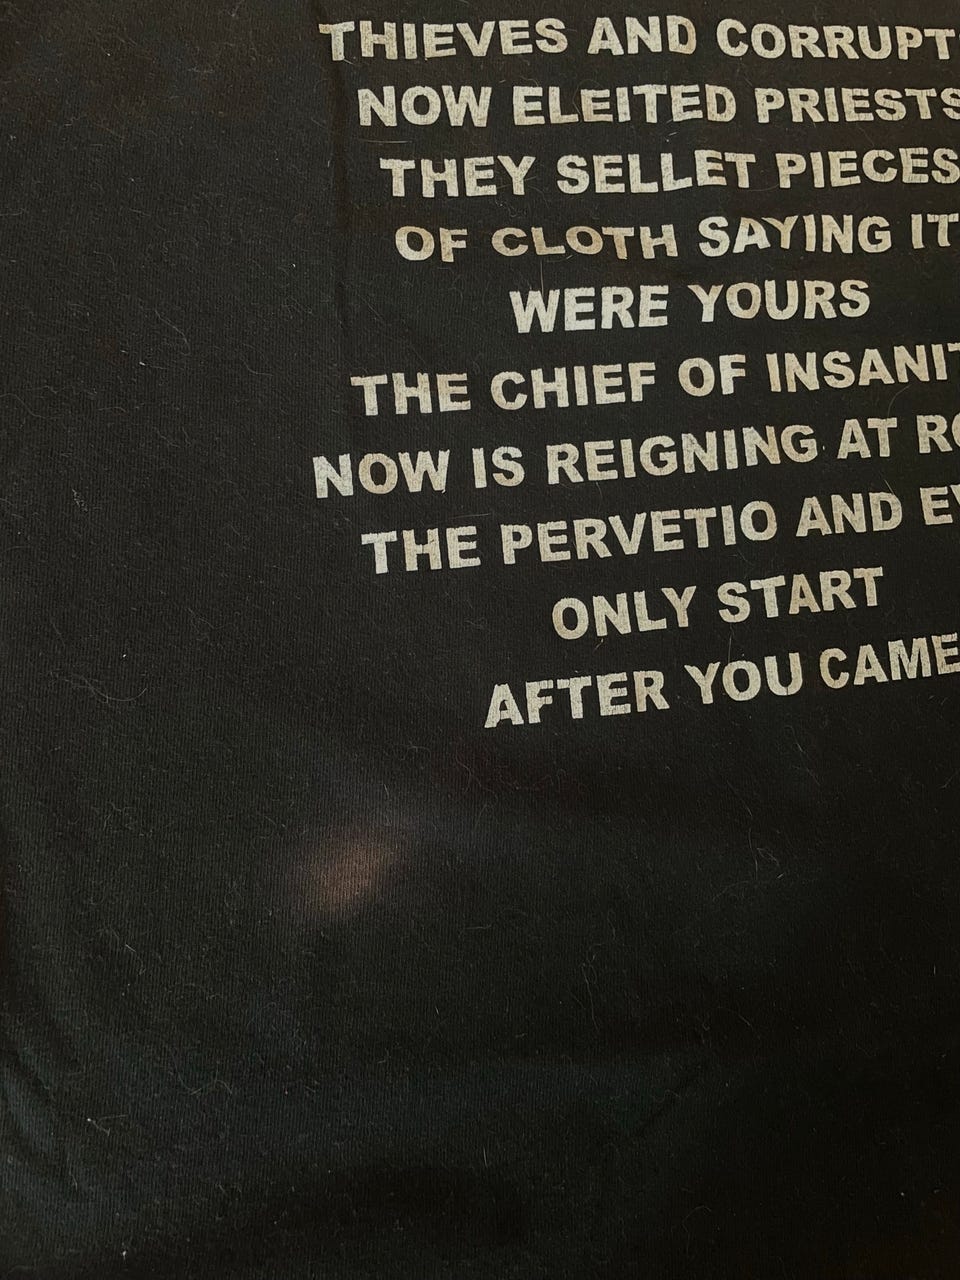 THIEVES AND CORRUPT
NOW ELEITED PRIESTS
THEY SELLET PIECES
OF CLOTH SAYING IT
WERE YOURS
THE CHIEF OF INSANIT
NOW IS REIGNING AT
THE PERVETIO AND
ONLY START
AFTER YOU CAME